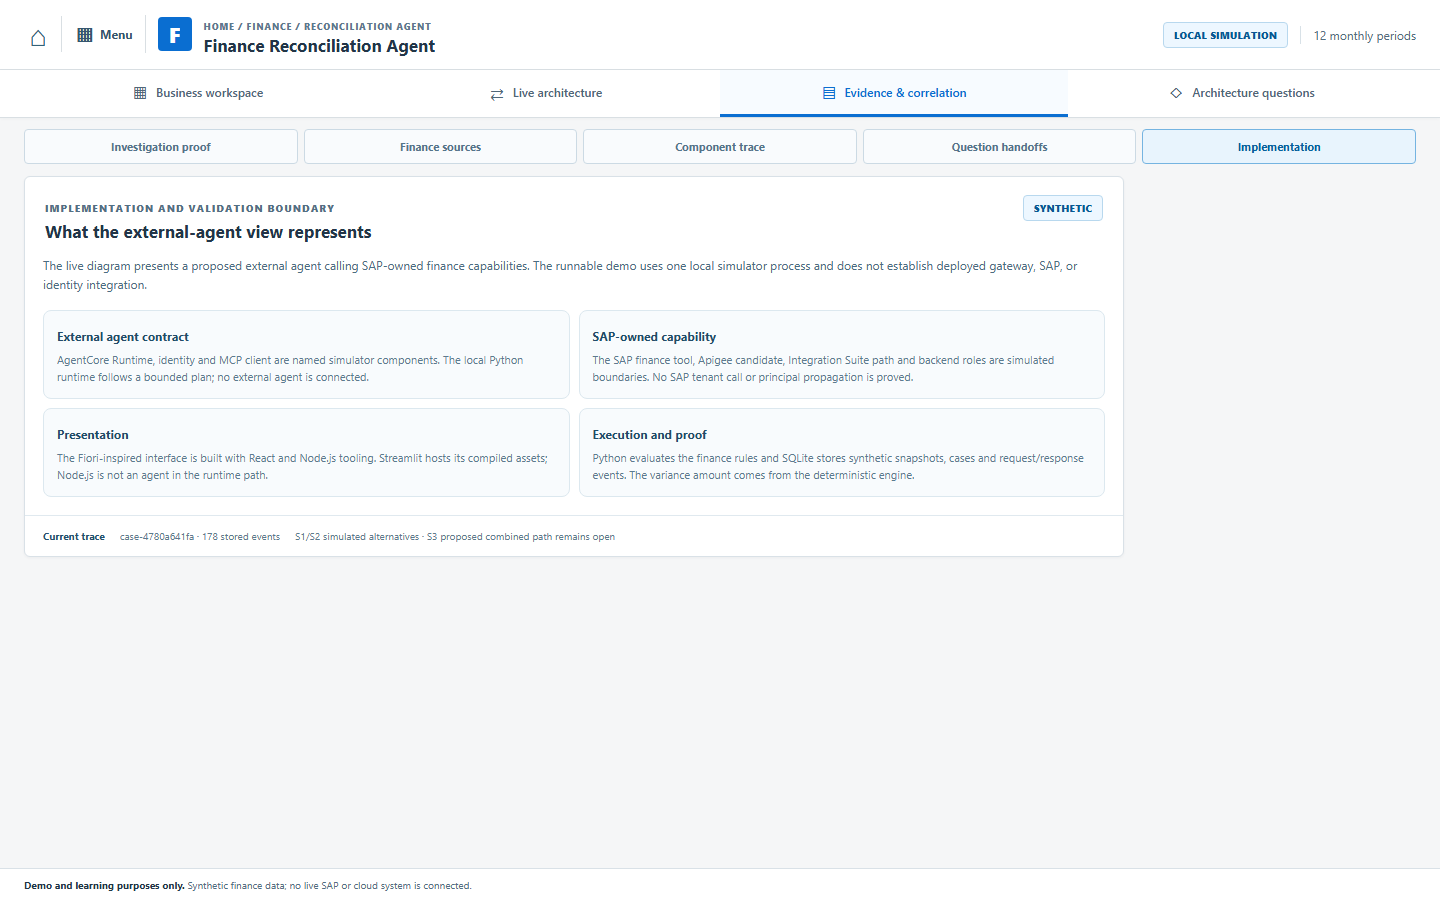 Menu
F
HOME / FINANCE / RECONCILIATION AGENT
Finance Reconciliation Agent
LOCAL SIMULATION
12 monthly periods
Business workspace
Live architecture
Evidence & correlation
Architecture questions
Investigation proof
Finance sources
Component trace
Question handoffs
Implementation
IMPLEMENTATION AND VALIDATION BOUNDARY
What the external-agent view represents
SYNTHETIC
The live diagram presents a proposed external agent calling SAP-owned finance capabilities. The runnable demo uses one local simulator process and does not establish deployed gateway, SAP, or
identity integration.
External agent contract
AgentCore Runtime, identity and MCP client are named simulator components. The local Python
runtime follows a bounded plan; no external agent is connected.
SAP-owned capability
The SAP finance tool, Apigee candidate, Integration Suite path and backend roles are simulated
boundaries. No SAP tenant call or principal propagation is proved.
Presentation
The Fiori-inspired interface is built with React and Node.js tooling. Streamlit hosts its compiled assets;
Node.js is not an agent in the runtime path.
Execution and proof
Python evaluates the finance rules and SQLite stores synthetic snapshots, cases and request/response
events. The variance amount comes from the deterministic engine.
Current trace case-4780a641fa · 178 stored events S1/S2 simulated alternatives · S3 proposed combined path remains open
Demo and learning purposes only. Synthetic finance data; no live SAP or cloud system is connected.